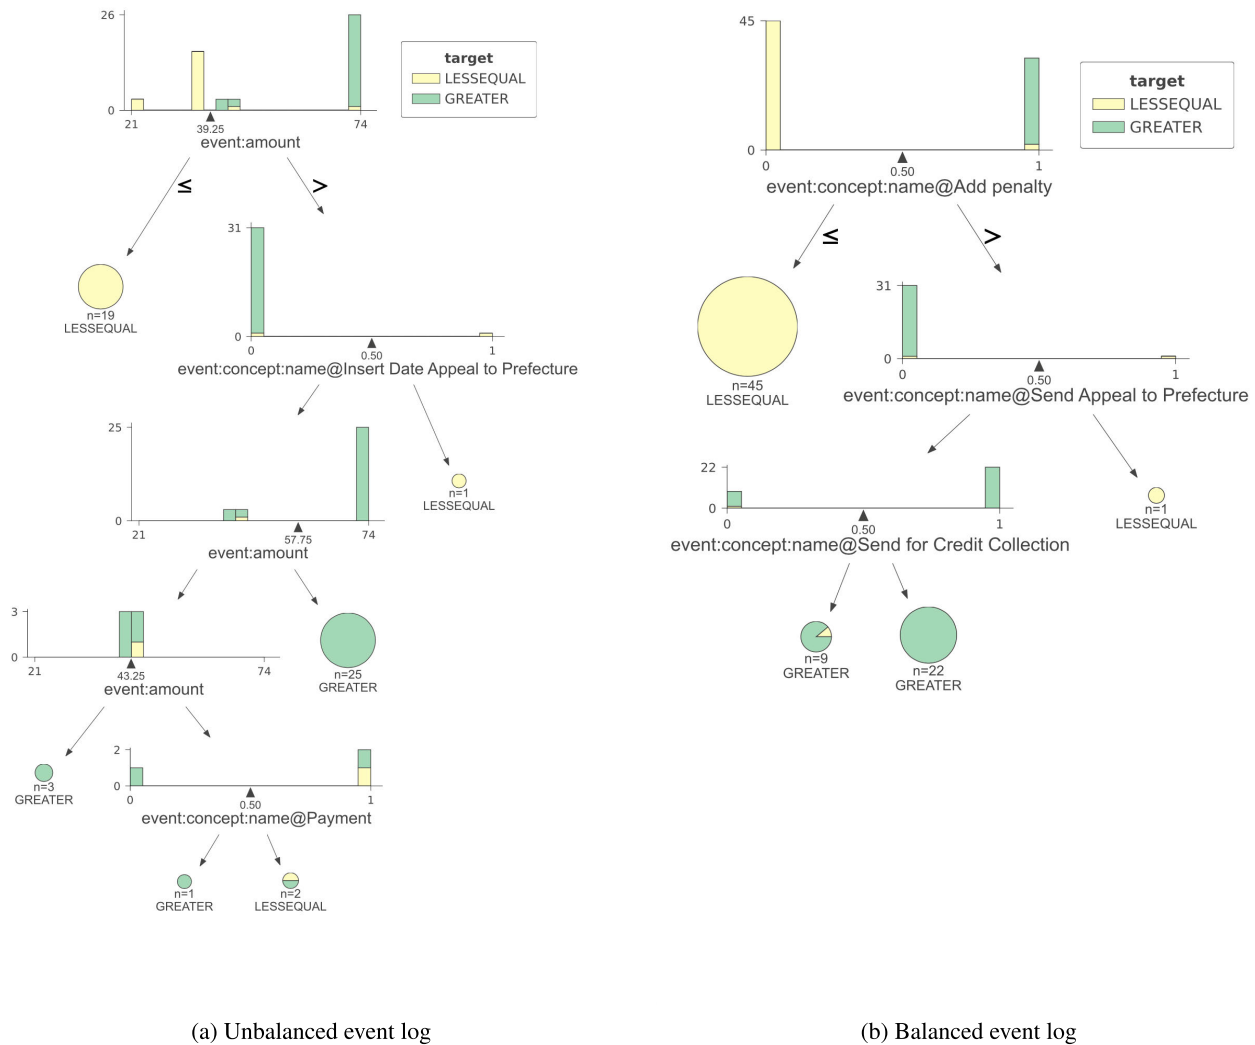 26
0
21
39.25
74
event:amount
target
LESSEQUAL
GREATER
≤
>
n=19
LESSEQUAL
31
0
0
0.50
1
event:concept:name@Insert Date Appeal to Prefecture
25
0
21
57.75
74
event:amount
n=1
LESSEQUAL
3
0
21
43.25
74
event:amount
n=25
GREATER
n=3
GREATER
2
0
0
0.50
1
event:concept:name@Payment
n=1
GREATER
n=2
LESSEQUAL
(a) Unbalanced event log
45
0
0
0.50
1
event:concept:name@Add penalty
target
LESSEQUAL
GREATER
≤
>
n=45
LESSEQUAL
31
0
0
0.50
1
event:concept:name@Send Appeal to Prefecture
22
0
0
0.50
1
event:concept:name@Send for Credit Collection
n=1
LESSEQUAL
n=9
GREATER
n=22
GREATER
(b) Balanced event log